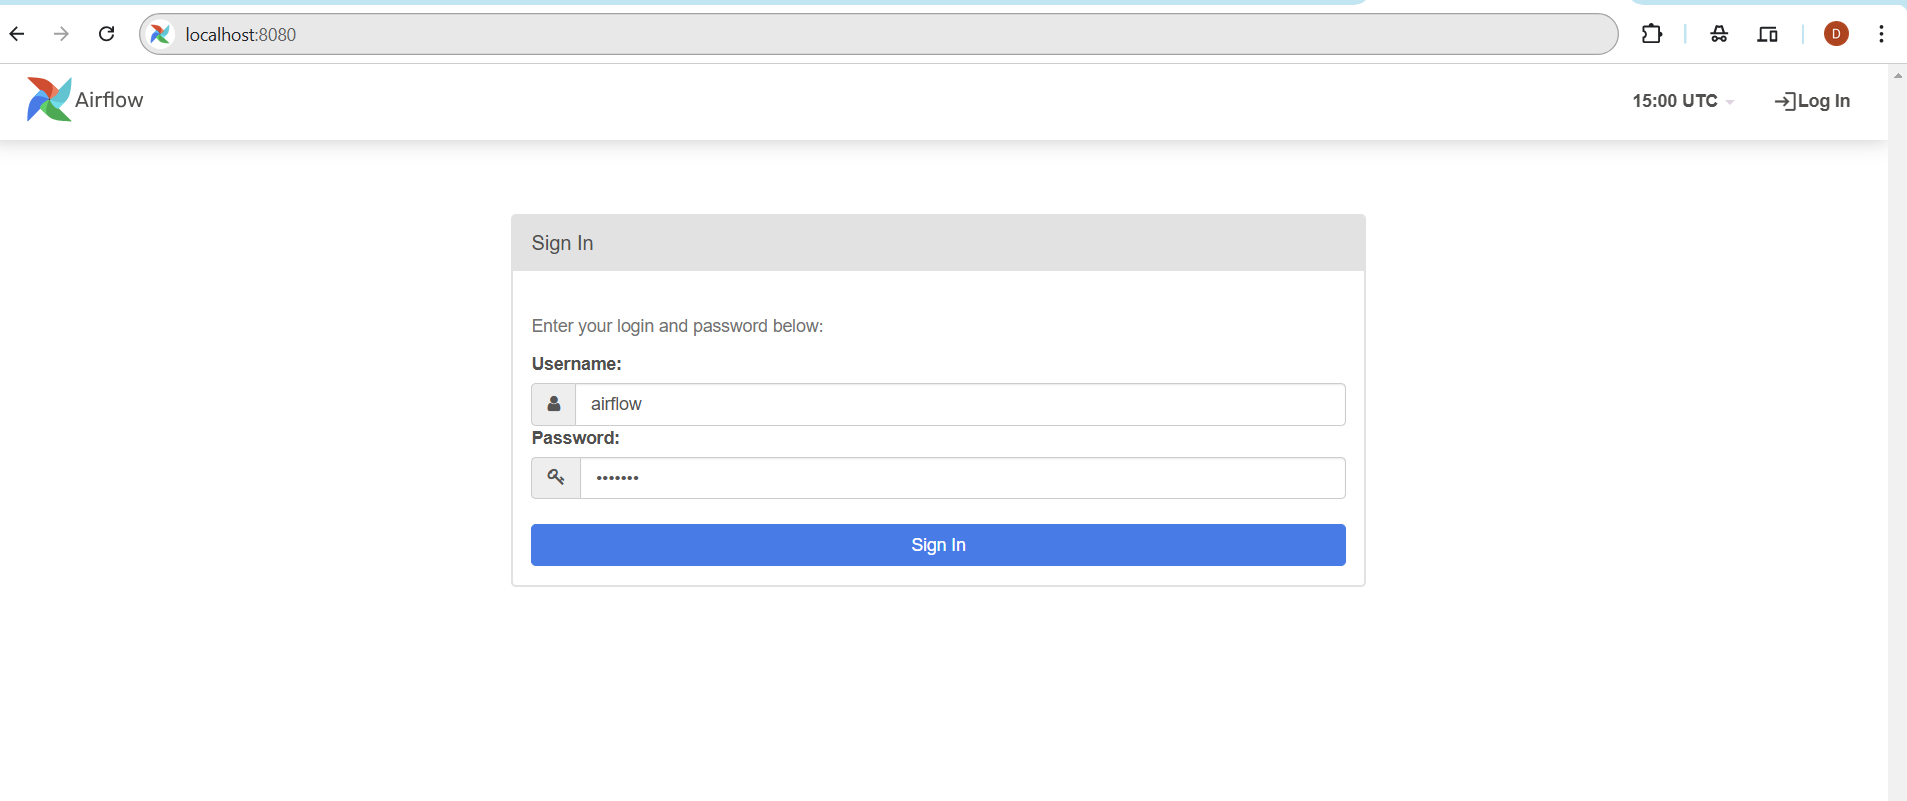 localhost:8080
D
Airflow
15:00 UTC
Log In
Sign In
Enter your login and password below:
Username:
airflow
Password:
•••••••
Sign In